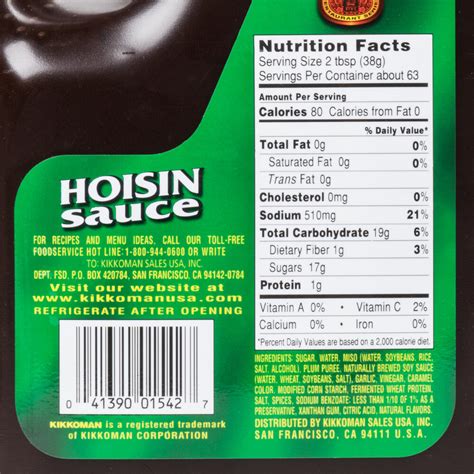 RESTAURANT STYLE
HOISIN
sauce
FOR RECIPES AND MENU IDEAS, CALL OUR TOLL-FREE
FOODSERVICE HOT LINE: 1-800-944-0600 OR WRITE
TO: KIKKOMAN SALES USA, INC.
DEPT. FSD, P.O. BOX 420784, SAN FRANCISCO, CA 94142-0784
Visit our website at
www.kikkomanusa.com
REFRIGERATE AFTER OPENING
0 41390 01542 7
KIKKOMAN is a registered trademark
of KIKKOMAN CORPORATION
Nutrition Facts
Serving Size 2 tbsp (38g)
Servings Per Container about 63
Amount Per Serving
Calories 80 Calories from Fat 0
% Daily Value*
Total Fat 0g 0%
Saturated Fat 0g 0%
Trans Fat 0g
Cholesterol 0mg 0%
Sodium 510mg 21%
Total Carbohydrate 19g 6%
Dietary Fiber 1g 3%
Sugars 17g
Protein 1g
Vitamin A 0% • Vitamin C 2%
Calcium 0% • Iron 0%
*Percent Daily Values are based on a 2,000 calorie diet.
INGREDIENTS: SUGAR, WATER, MISO (WATER, SOYBEANS, RICE,
SALT, ALCOHOL), PLUM PUREE, NATURALLY BREWED SOY SAUCE
(WATER, WHEAT, SOYBEANS, SALT), GARLIC, VINEGAR, CARAMEL
COLOR, MODIFIED CORN STARCH, FERMENTED WHEAT PROTEIN,
SALT, SPICES, SODIUM BENZOATE: LESS THAN 1/10 OF 1% AS A
PRESERVATIVE, XANTHAN GUM, CITRIC ACID, NATURAL FLAVORS.
DISTRIBUTED BY KIKKOMAN SALES USA, INC.
SAN FRANCISCO, CA 94111 U.S.A.